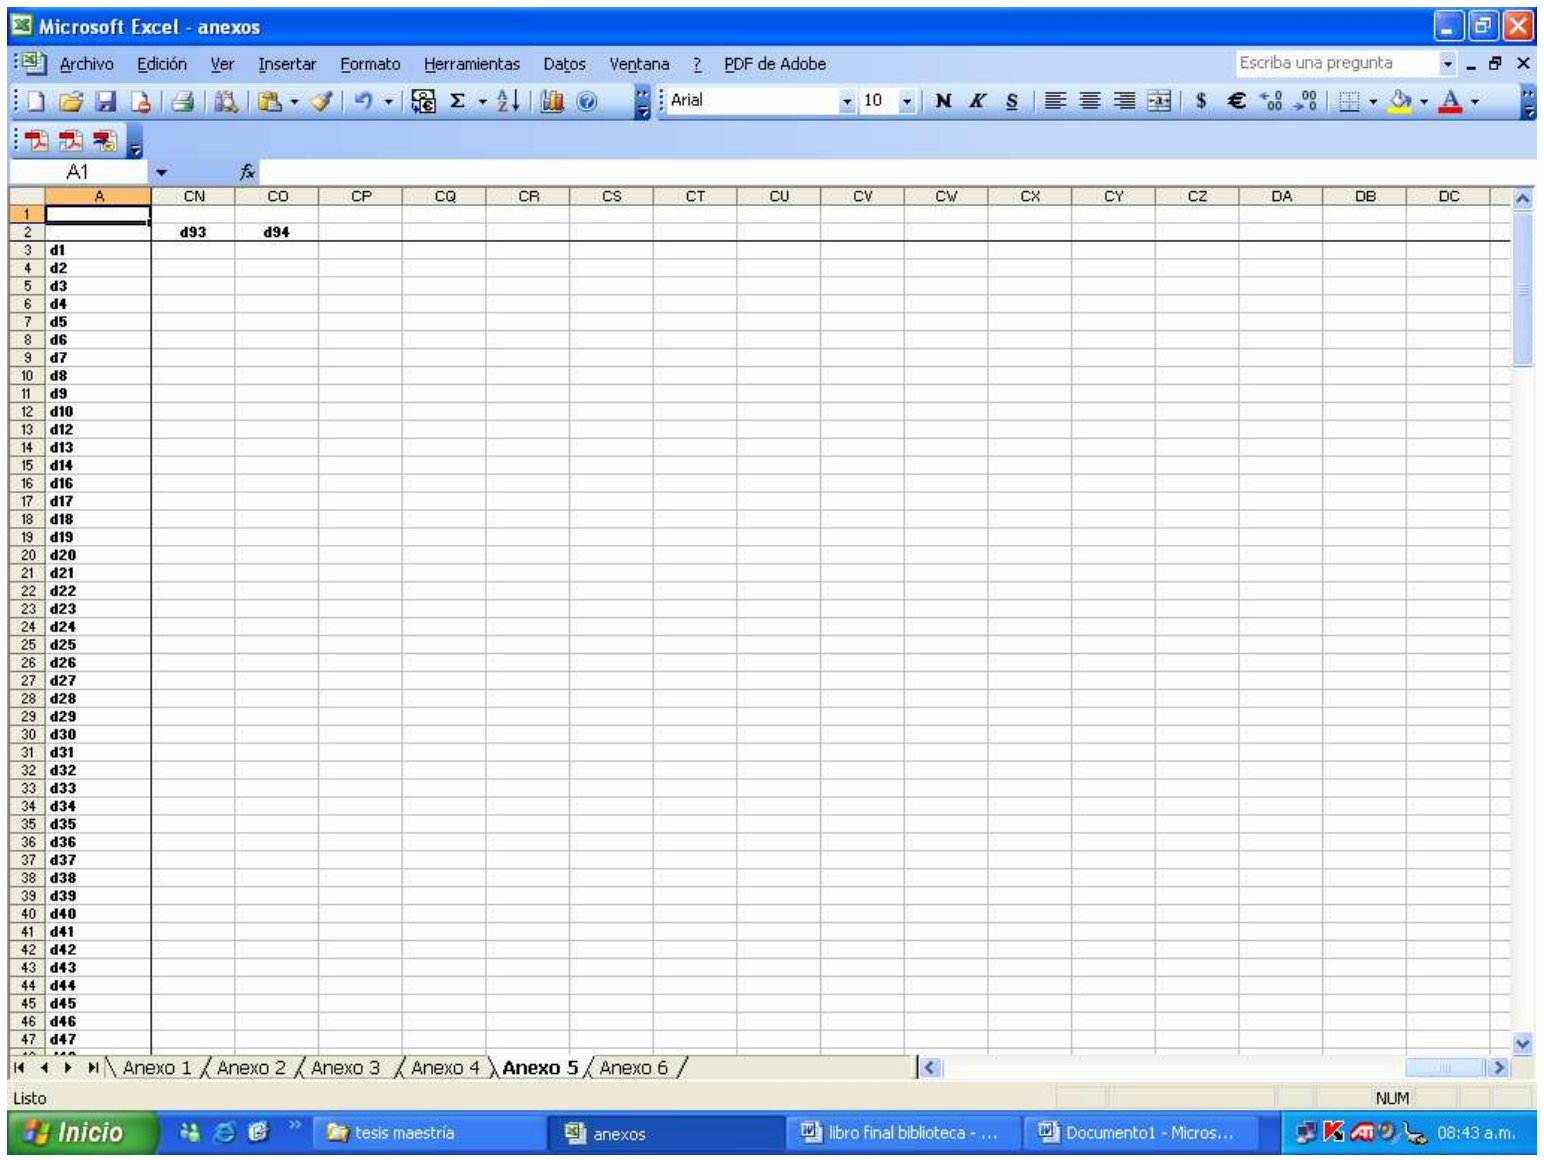 Microsoft Excel - anexos
Archivo Edición Ver Insertar Formato Herramientas Datos Ventana ? PDF de Adobe Escriba una pregunta
Arial 10 N K S $ €
A1 fx
A CN CO CP CQ CR CS CT CU CV CW CX CY CZ DA DB DC
1
2 d93 d94
3 d1
4 d2
5 d3
6 d4
7 d5
8 d6
9 d7
10 d8
11 d9
12 d10
13 d12
14 d13
15 d14
16 d16
17 d17
18 d18
19 d19
20 d20
21 d21
22 d22
23 d23
24 d24
25 d25
26 d26
27 d27
28 d28
29 d29
30 d30
31 d31
32 d32
33 d33
34 d34
35 d35
36 d36
37 d37
38 d38
39 d39
40 d40
41 d41
42 d42
43 d43
44 d44
45 d45
46 d46
47 d47
Anexo 1 Anexo 2 Anexo 3 Anexo 4 Anexo 5 Anexo 6
Listo NUM
Inicio tesis maestría anexos libro final biblioteca - ... Documento1 - Micros... 08:43 a.m.